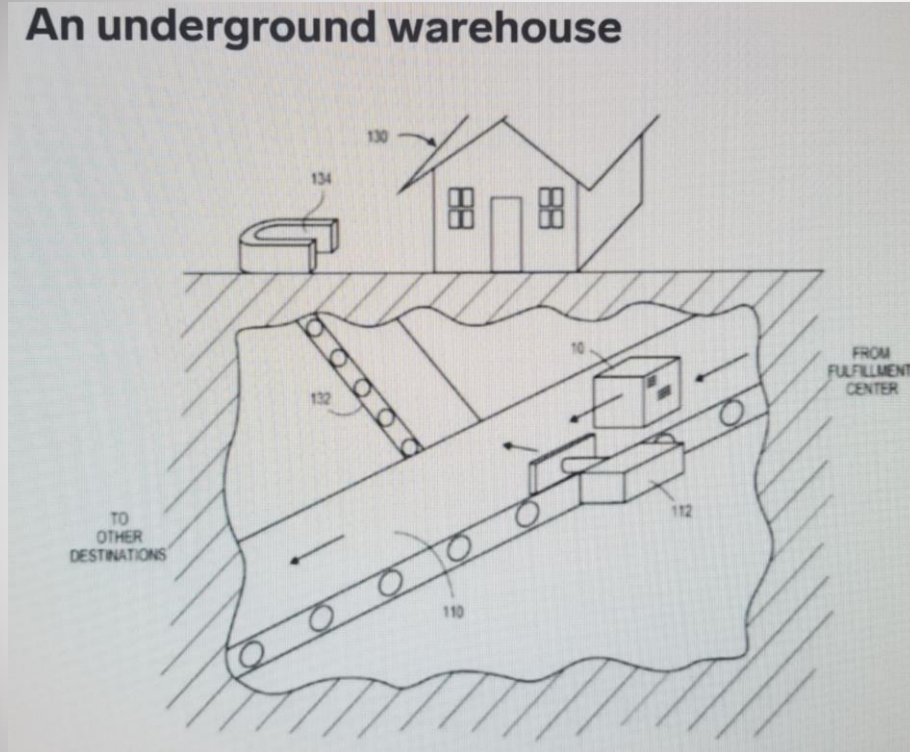 An underground warehouse
130
134
10
FROM
FULFILLMENT
CENTER
132
112
TO
OTHER
DESTINATIONS
110